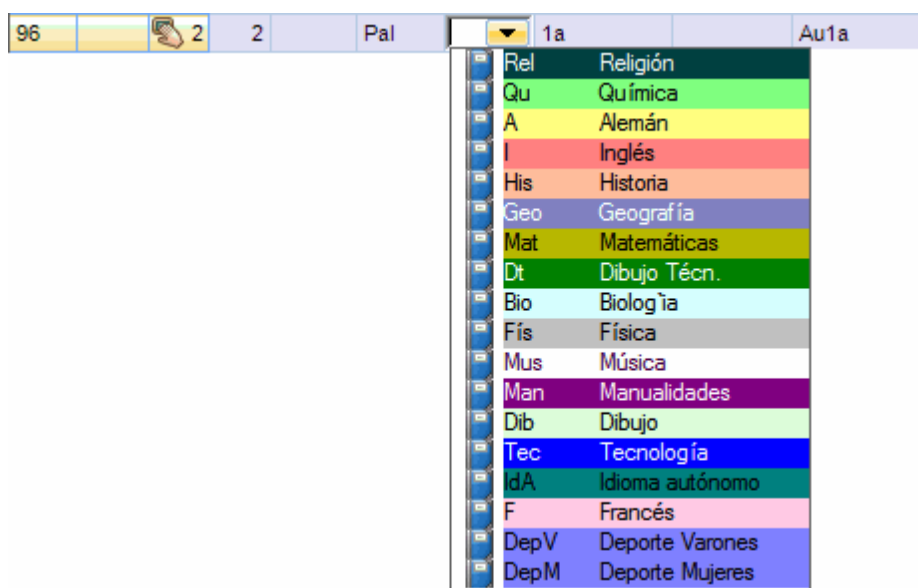 96 2 2 Pal 1a Au1a
Rel Religión
Qu Química
A Alemán
I Inglés
His Historia
Geo Geografía
Mat Matemáticas
Dt Dibujo Técn.
Bio Biolog`ia
Fís Física
Mus Música
Man Manualidades
Dib Dibujo
Tec Tecnología
IdA Idioma autónomo
F Francés
DepV Deporte Varones
DepM Deporte Mujeres